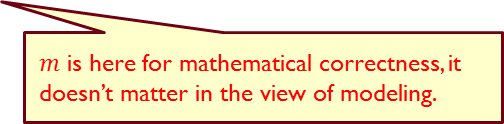 𝑚 is here for mathematical correctness, it
doesn’t matter in the view of modeling.